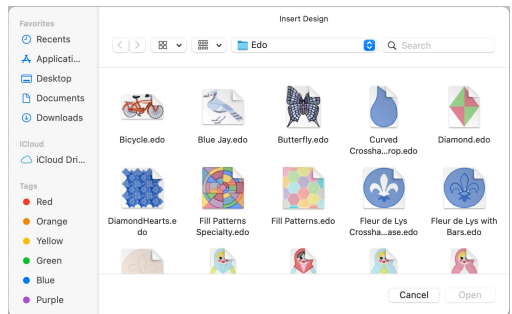 Insert Design
Favorites
Recents
Applicati...
Desktop
Documents
Downloads
iCloud
iCloud Dri...
Tags
Red
Orange
Yellow
Green
Blue
Purple
Edo
Search
Bicycle.edo
Blue Jay.edo
Butterfly.edo
Curved
Crossha...rop.edo
Diamond.edo
DiamondHearts.e
do
Fill Patterns
Specialty.edo
Fill Patterns.edo
Fleur de Lys
Crossha...ase.edo
Fleur de Lys with
Bars.edo
Cancel
Open